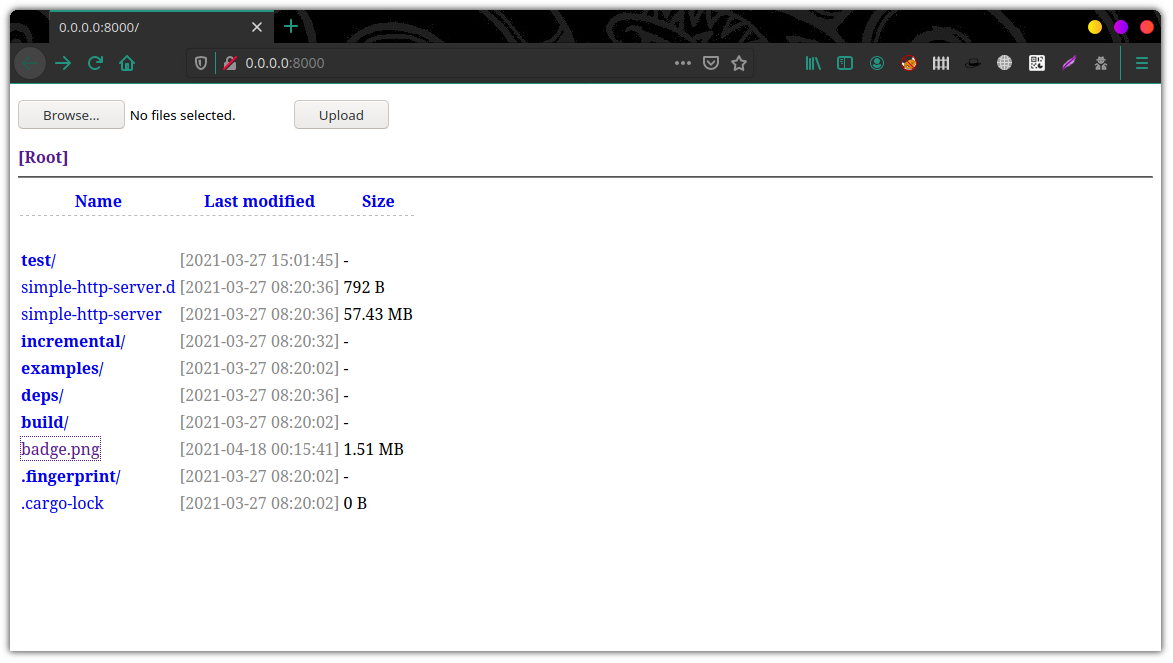 0.0.0.0:8000/
0.0.0.0:8000
Browse... No files selected. Upload
[Root]
Name Last modified Size
test/ [2021-03-27 15:01:45] -
simple-http-server.d [2021-03-27 08:20:36] 792 B
simple-http-server [2021-03-27 08:20:36] 57.43 MB
incremental/ [2021-03-27 08:20:32] -
examples/ [2021-03-27 08:20:02] -
deps/ [2021-03-27 08:20:36] -
build/ [2021-03-27 08:20:02] -
badge.png [2021-04-18 00:15:41] 1.51 MB
.fingerprint/ [2021-03-27 08:20:02] -
.cargo-lock [2021-03-27 08:20:02] 0 B